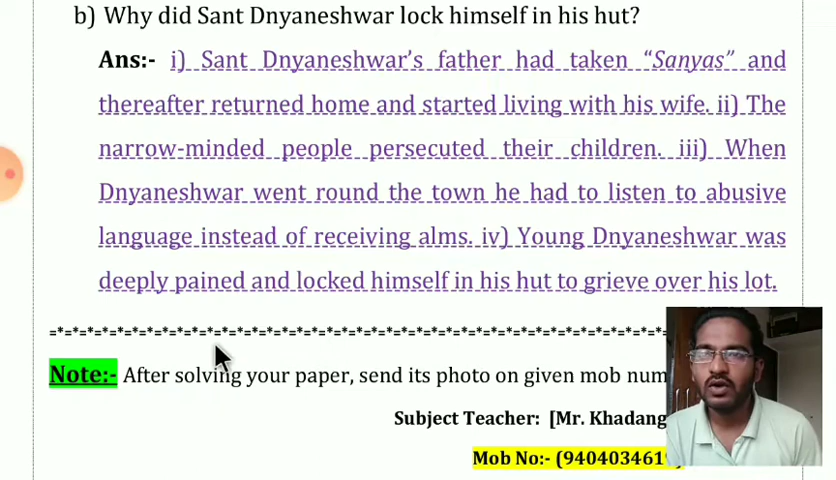 b) Why did Sant Dnyaneshwar lock himself in his hut?
Ans:- i) Sant Dnyaneshwar’s father had taken “Sanyas” and
thereafter returned home and started living with his wife. ii) The
narrow-minded people persecuted their children. iii) When
Dnyaneshwar went round the town he had to listen to abusive
language instead of receiving alms. iv) Young Dnyaneshwar was
deeply pained and locked himself in his hut to grieve over his lot.
=*=*=*=*=*=*=*=*=*=*=*=*=*=*=*=*=*=*=*=*=*=*=*=*=*=*=*=*=*=*=*=*=*=*=*=*=*=*=*=*=*=
Note:- After solving your paper, send its photo on given mob num
Subject Teacher: [Mr. Khadang
Mob No:- (940403461